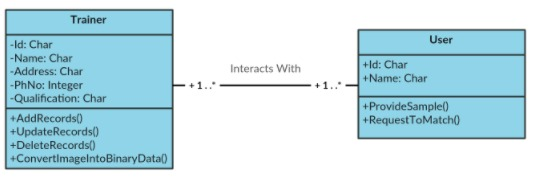 Trainer
-Id: Char
-Name: Char
-Address: Char
-PhNo: Integer
-Qualification: Char
+AddRecords()
+UpdateRecords()
+DeleteRecords()
+ConvertImageIntoBinaryData()
+1..*
Interacts With
+1..*
User
+Id: Char
+Name: Char
+ProvideSample()
+RequestToMatch()